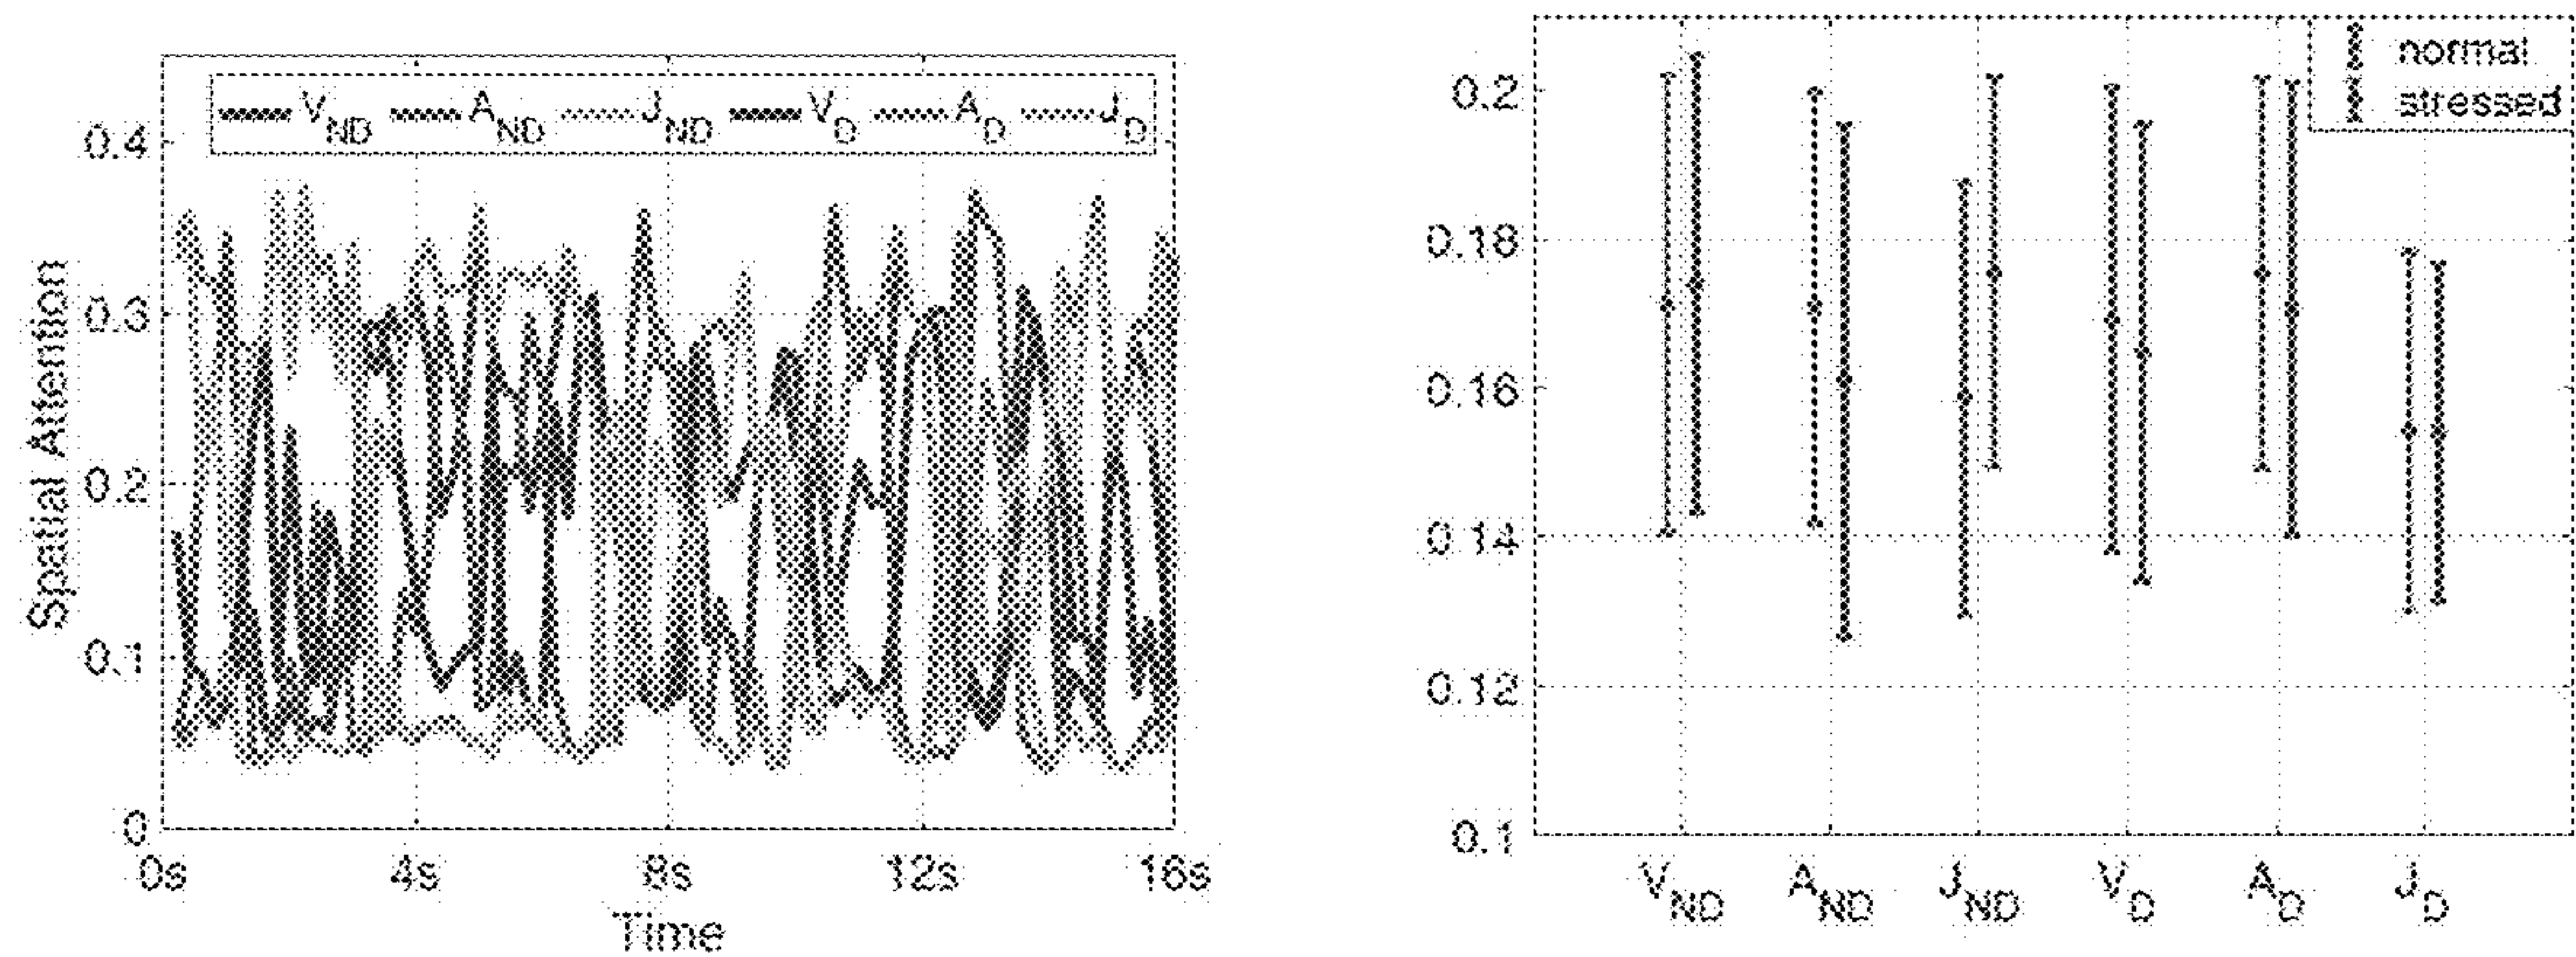 V_ND A_ND J_ND V_D A_D J_D
0.4
0.3
0.2
0.1
0
Spatial Attention
0s 4s 8s 12s 16s
Time
normal
stressed
0.2
0.18
0.16
0.14
0.12
0.1
V_ND A_ND J_ND V_D A_D J_D